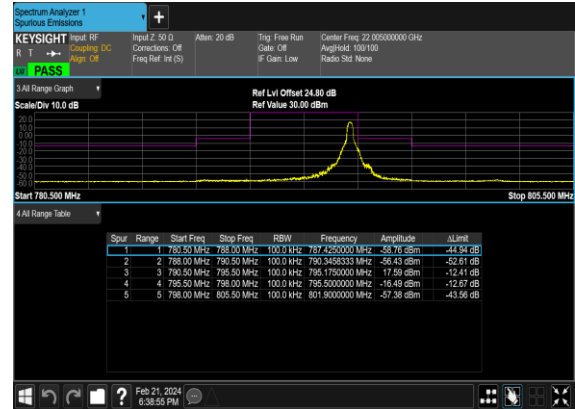 Spectrum Analyzer 1
Spurious Emissions
+
KEYSIGHT Input: RF Input Z: 50 Ω Atten: 20 dB Trig: Free Run Center Freq: 22.005000000 GHz
R T Coupling: DC Corrections: Off Gate: Off Avg|Hold: 100/100
Align: Off Freq Ref: Int (S) IF Gain: Low Radio Std: None
PASS
3 All Range Graph
Ref Lvl Offset 24.80 dB
Scale/Div 10.0 dB Ref Value 30.00 dBm
20.0
10.0
0.00
-10.0
-20.0
-30.0
-40.0
-50.0
-60.0
Start 780.500 MHz Stop 805.500 MHz
4 All Range Table
Spur Range Start Freq Stop Freq RBW Frequency Amplitude ΔLimit
1 1 780.50 MHz 788.00 MHz 100.0 kHz 787.4250000 MHz -58.76 dBm -44.94 dB
2 2 788.00 MHz 790.50 MHz 100.0 kHz 790.3458333 MHz -56.43 dBm -52.61 dB
3 3 790.50 MHz 795.50 MHz 100.0 kHz 795.1750000 MHz 17.59 dBm -12.41 dB
4 4 795.50 MHz 798.00 MHz 100.0 kHz 795.5000000 MHz -16.49 dBm -12.67 dB
5 5 798.00 MHz 805.50 MHz 100.0 kHz 801.9000000 MHz -57.38 dBm -43.56 dB
? Feb 21, 2024
6:38:55 PM